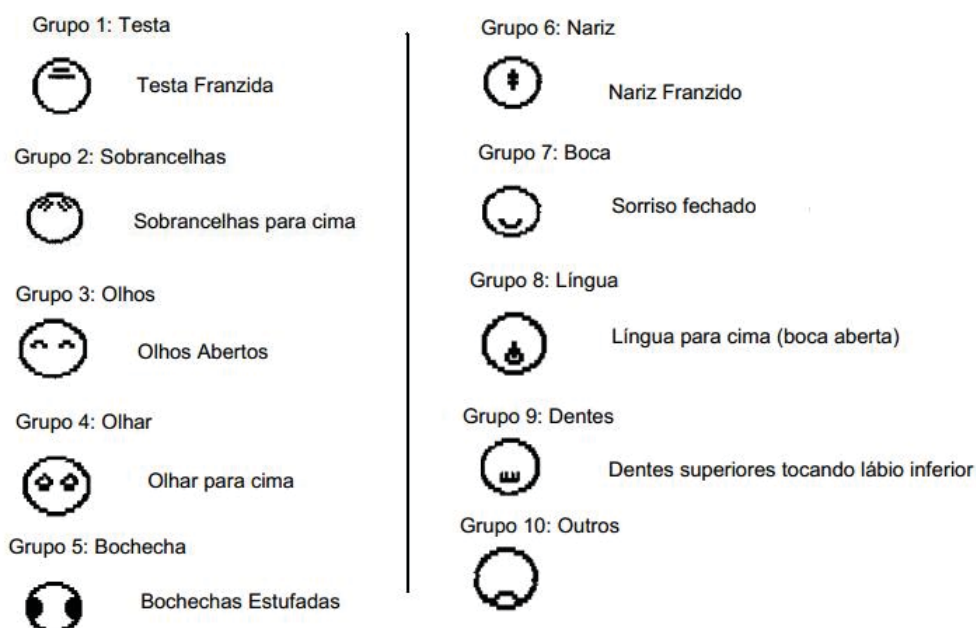 Grupo 1: Testa
Testa Franzida
Grupo 2: Sobrancelhas
Sobrancelhas para cima
Grupo 3: Olhos
Olhos Abertos
Grupo 4: Olhar
Olhar para cima
Grupo 5: Bochecha
Bochechas Estufadas
Grupo 6: Nariz
Nariz Franzido
Grupo 7: Boca
Sorriso fechado
Grupo 8: Língua
Língua para cima (boca aberta)
Grupo 9: Dentes
Dentes superiores tocando lábio inferior
Grupo 10: Outros